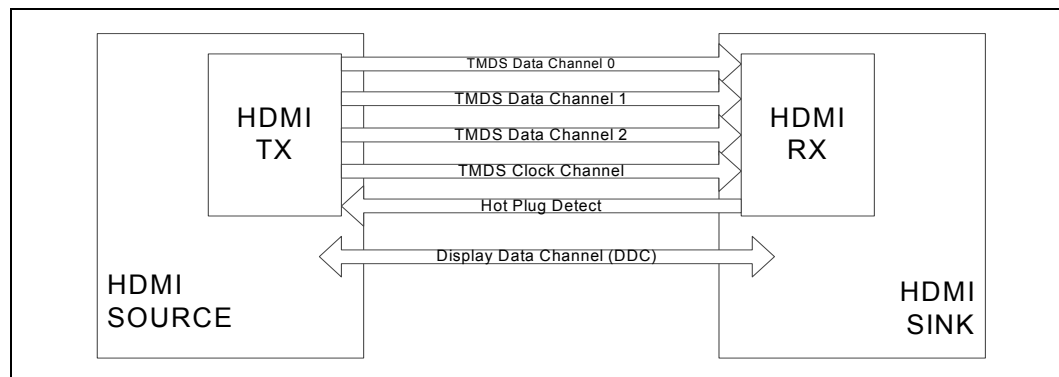 TMDS Data Channel 0
TMDS Data Channel 1
TMDS Data Channel 2
TMDS Clock Channel
Hot Plug Detect
Display Data Channel (DDC)
HDMI
TX
HDMI
RX
HDMI
SOURCE
HDMI
SINK